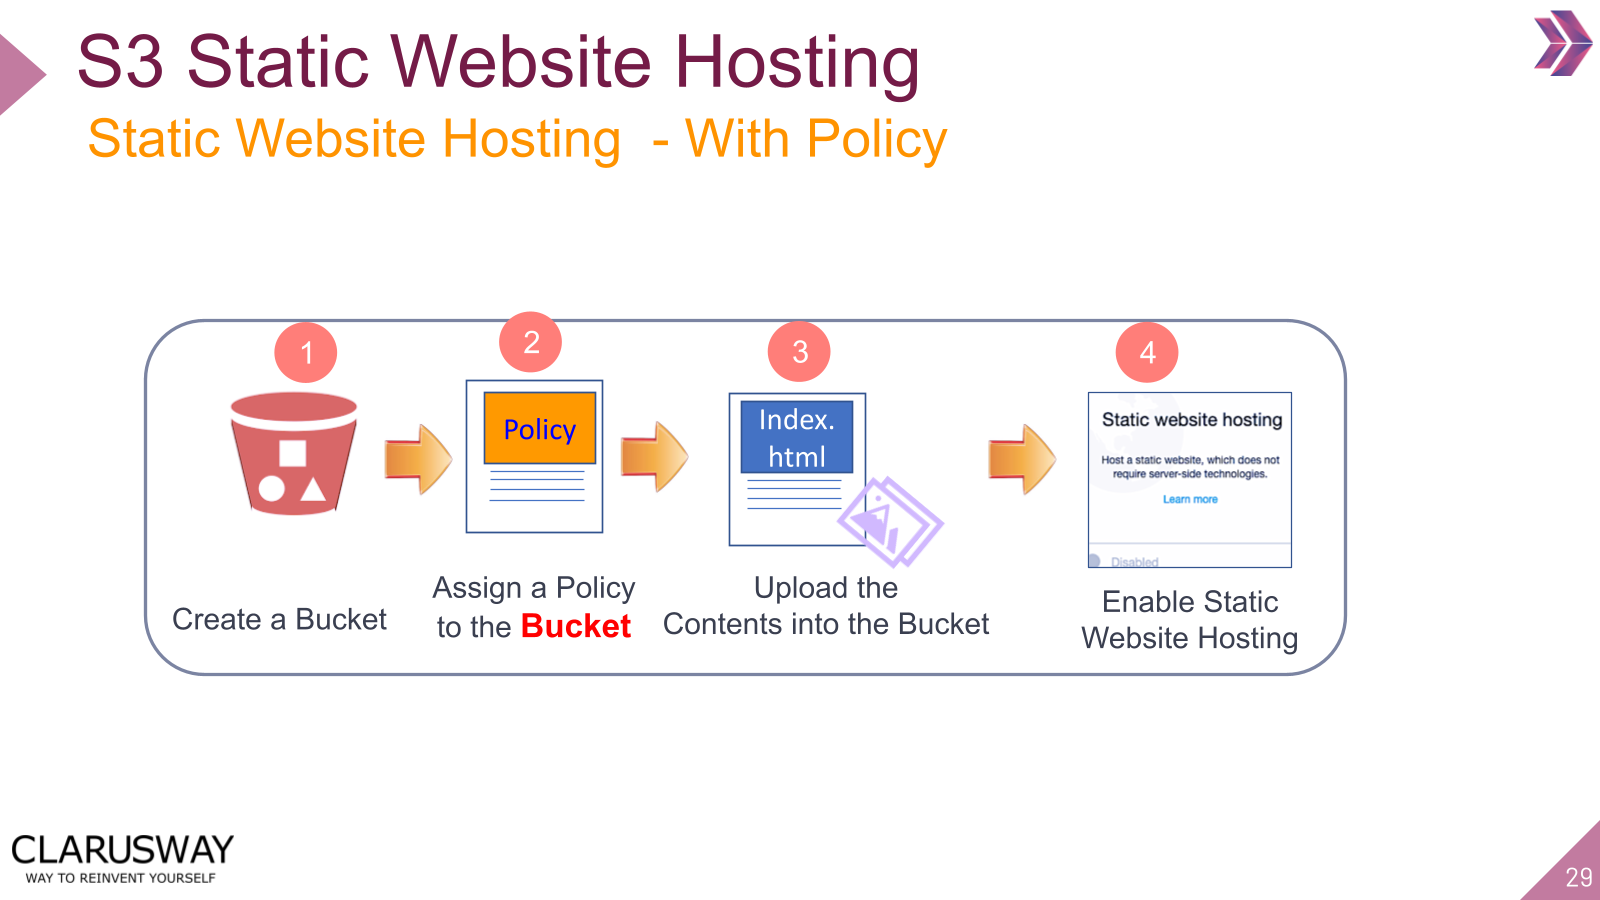 S3 Static Website Hosting
Static Website Hosting - With Policy
1
2
3
4
Policy
Index.
html
Static website hosting
Host a static website, which does not
require server-side technologies.
Learn more
Disabled
Create a Bucket
Assign a Policy
to the Bucket
Upload the
Contents into the Bucket
Enable Static
Website Hosting
CLARUSWAY
WAY TO REINVENT YOURSELF
29